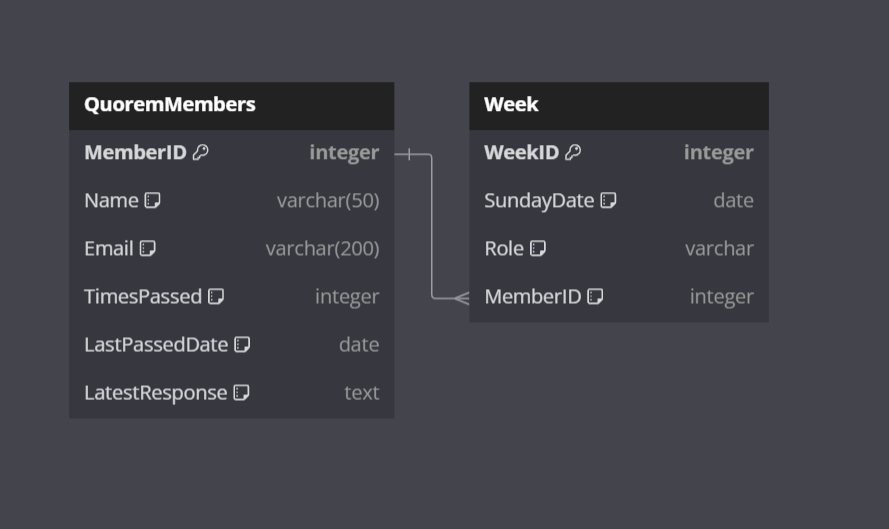 QuoremMembers
MemberID integer
Name varchar(50)
Email varchar(200)
TimesPassed integer
LastPassedDate date
LatestResponse text
Week
WeekID integer
SundayDate date
Role varchar
MemberID integer